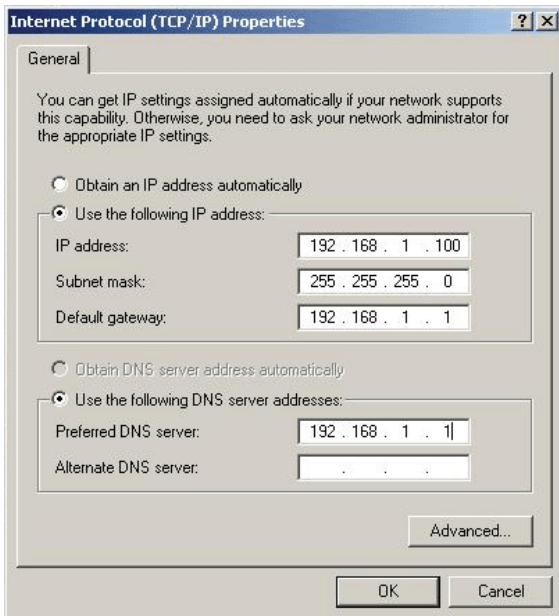 Internet Protocol (TCP/IP) Properties
General
You can get IP settings assigned automatically if your network supports
this capability. Otherwise, you need to ask your network administrator for
the appropriate IP settings.
Obtain an IP address automatically
Use the following IP address:
IP address: 192 . 168 . 1 . 100
Subnet mask: 255 . 255 . 255 . 0
Default gateway: 192 . 168 . 1 . 1
Obtain DNS server address automatically
Use the following DNS server addresses:
Preferred DNS server: 192 . 168 . 1 . 1
Alternate DNS server: . . .
Advanced...
OK Cancel